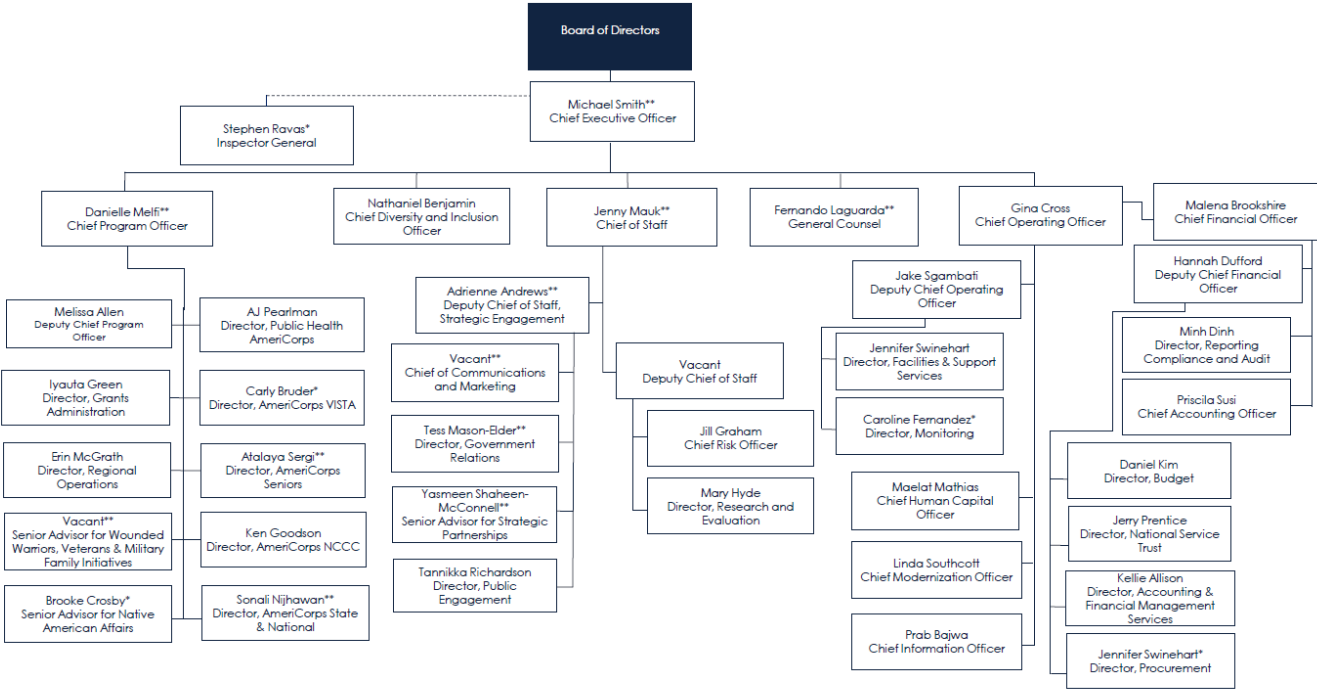 Board of Directors
Michael Smith**
Chief Executive Officer
Stephen Ravas*
Inspector General
Danielle Melfi**
Chief Program Officer
Nathaniel Benjamin
Chief Diversity and Inclusion
Officer
Jenny Mauk**
Chief of Staff
Fernando Laguarda**
General Counsel
Gina Cross
Chief Operating Officer
Malena Brookshire
Chief Financial Officer
Melissa Allen
Deputy Chief Program
Officer
AJ Pearlman
Director, Public Health
AmeriCorps
Iyauta Green
Director, Grants
Administration
Carly Bruder*
Director, AmeriCorps VISTA
Erin McGrath
Director, Regional
Operations
Atalaya Sergi**
Director, AmeriCorps
Seniors
Vacant**
Senior Advisor for Wounded
Warriors, Veterans & Military
Family Initiatives
Ken Goodson
Director, AmeriCorps NCCC
Brooke Crosby*
Senior Advisor for Native
American Affairs
Sonali Nijhawan**
Director, AmeriCorps State
& National
Adrienne Andrews**
Deputy Chief of Staff,
Strategic Engagement
Vacant**
Chief of Communications
and Marketing
Tess Mason-Elder**
Director, Government
Relations
Yasmeen Shaheen-
McConnell**
Senior Advisor for Strategic
Partnerships
Tannikka Richardson
Director, Public
Engagement
Vacant
Deputy Chief of Staff
Jill Graham
Chief Risk Officer
Mary Hyde
Director, Research and
Evaluation
Jake Sgambati
Deputy Chief Operating
Officer
Jennifer Swinehart
Director, Facilities & Support
Services
Caroline Fernandez*
Director, Monitoring
Maelat Mathias
Chief Human Capital
Officer
Linda Southcott
Chief Modernization Officer
Prab Bajwa
Chief Information Officer
Hannah Dufford
Deputy Chief Financial
Officer
Minh Dinh
Director, Reporting
Compliance and Audit
Priscila Susi
Chief Accounting Officer
Daniel Kim
Director, Budget
Jerry Prentice
Director, National Service
Trust
Kellie Allison
Director, Accounting &
Financial Management
Services
Jennifer Swinehart*
Director, Procurement